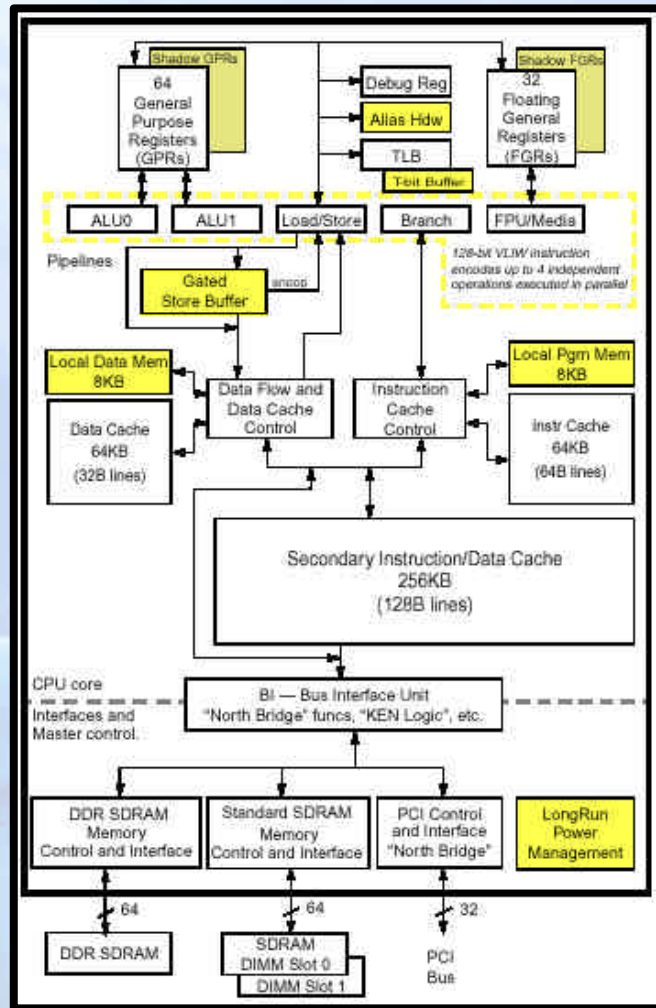 Shadow GPRs
64
General
Purpose
Registers
(GPRs)
Debug Reg
Alias Hdw
TLB
T-bit Buffer
Shadow FGRs
32
Floating
General
Registers
(FGRs)
ALU0
ALU1
Load/Store
Branch
FPU/Media
Pipelines
128-bit VLIW instruction
encodes up to 4 independent
operations executed in parallel
Gated
Store Buffer
snoop
Local Data Mem
8KB
Data Cache
64KB
(32B lines)
Data Flow and
Data Cache
Control
Instruction
Cache
Control
Local Pgm Mem
8KB
Instr Cache
64KB
(64B lines)
Secondary Instruction/Data Cache
256KB
(128B lines)
CPU core
Interfaces and
Master control.
BI — Bus Interface Unit
"North Bridge" funcs, "KEN Logic", etc.
DDR SDRAM
Memory
Control and Interface
Standard SDRAM
Memory
Control and Interface
PCI Control
and Interface
"North Bridge"
LongRun
Power
Management
64
64
32
DDR SDRAM
SDRAM
DIMM Slot 0
DIMM Slot 1
PCI
Bus